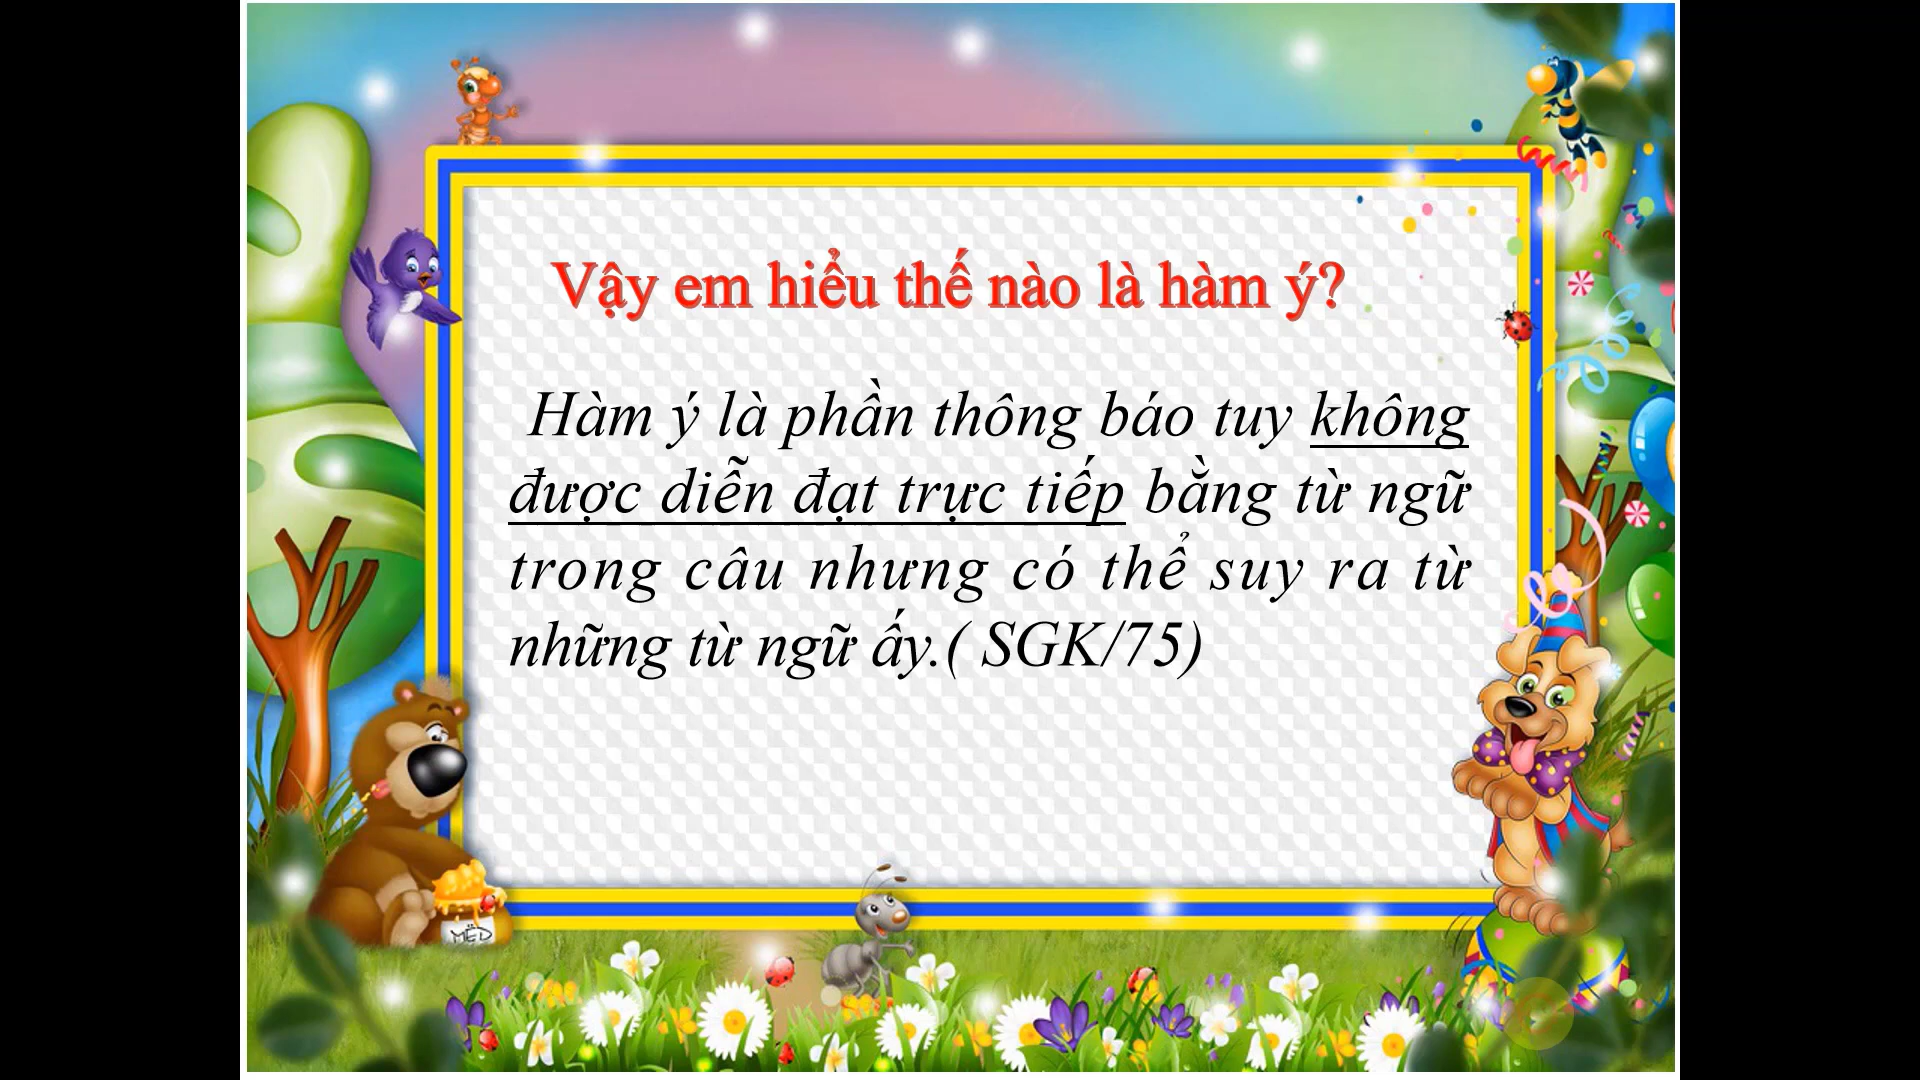 Vậy em hiểu thế nào là hàm ý?
Hàm ý là phần thông báo tuy không
được diễn đạt trực tiếp bằng từ ngữ
trong câu nhưng có thể suy ra từ
những từ ngữ ấy.( SGK/75)
МЁD